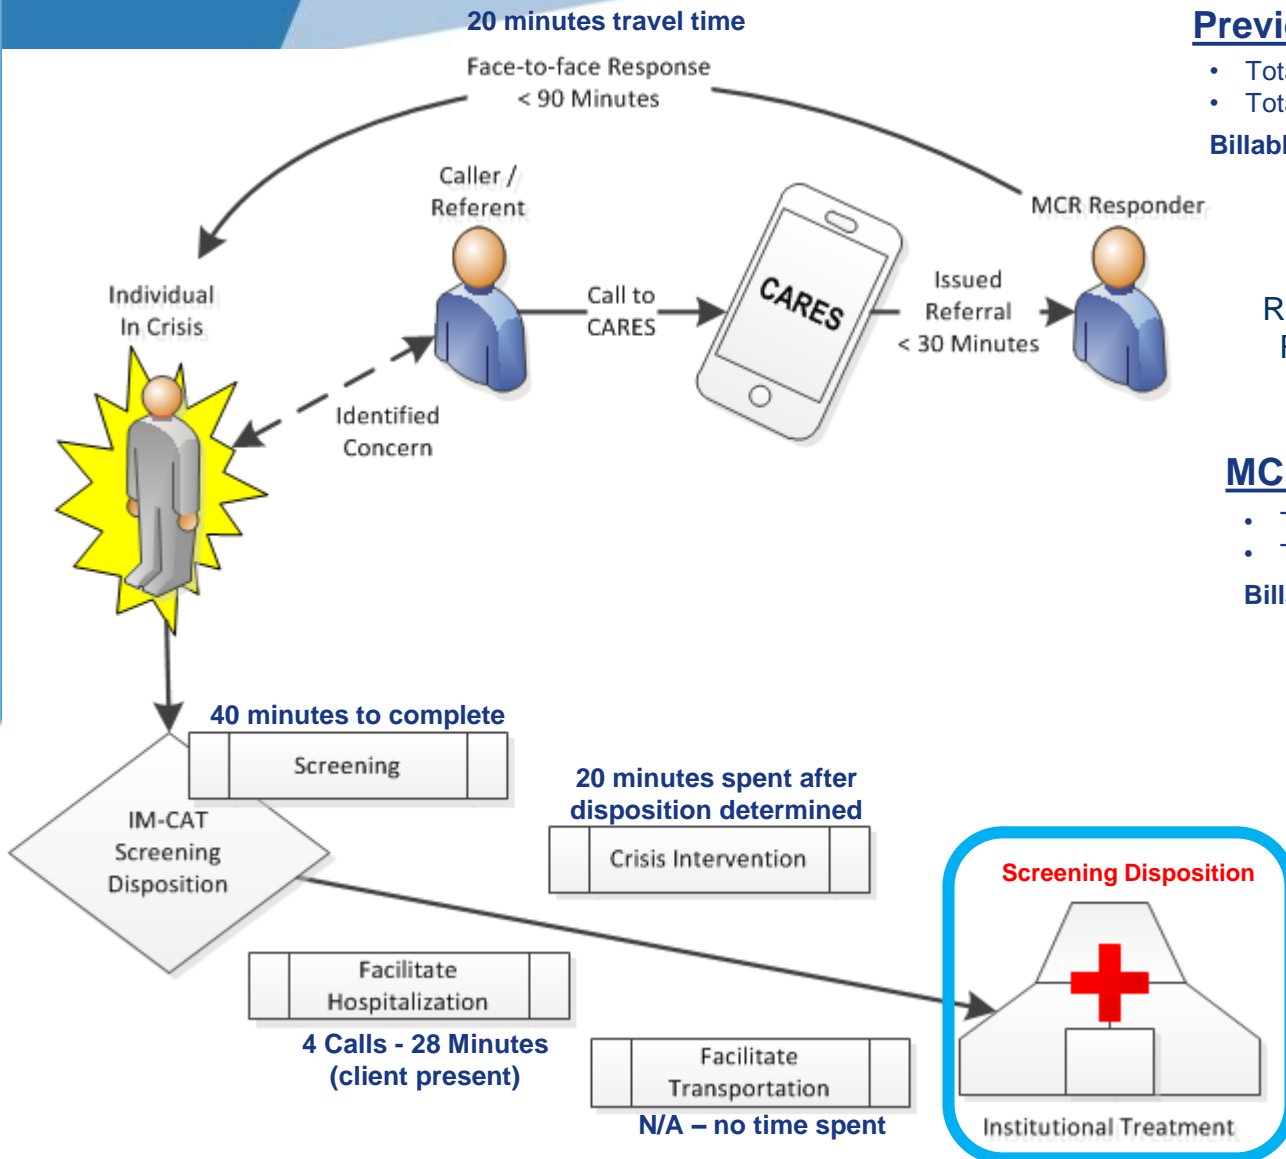 20 minutes travel time
Face-to-face Response
< 90 Minutes
Caller /
Referent
MCR Responder
Individual
In Crisis
Call to
CARES
CARES
Issued
Referral
< 30 Minutes
Identified
Concern
40 minutes to complete
Screening
IM-CAT
Screening
Disposition
20 minutes spent after
disposition determined
Crisis Intervention
Facilitate
Hospitalization
4 Calls - 28 Minutes
(client present)
Facilitate
Transportation
N/A – no time spent
Screening Disposition
Institutional Treatment